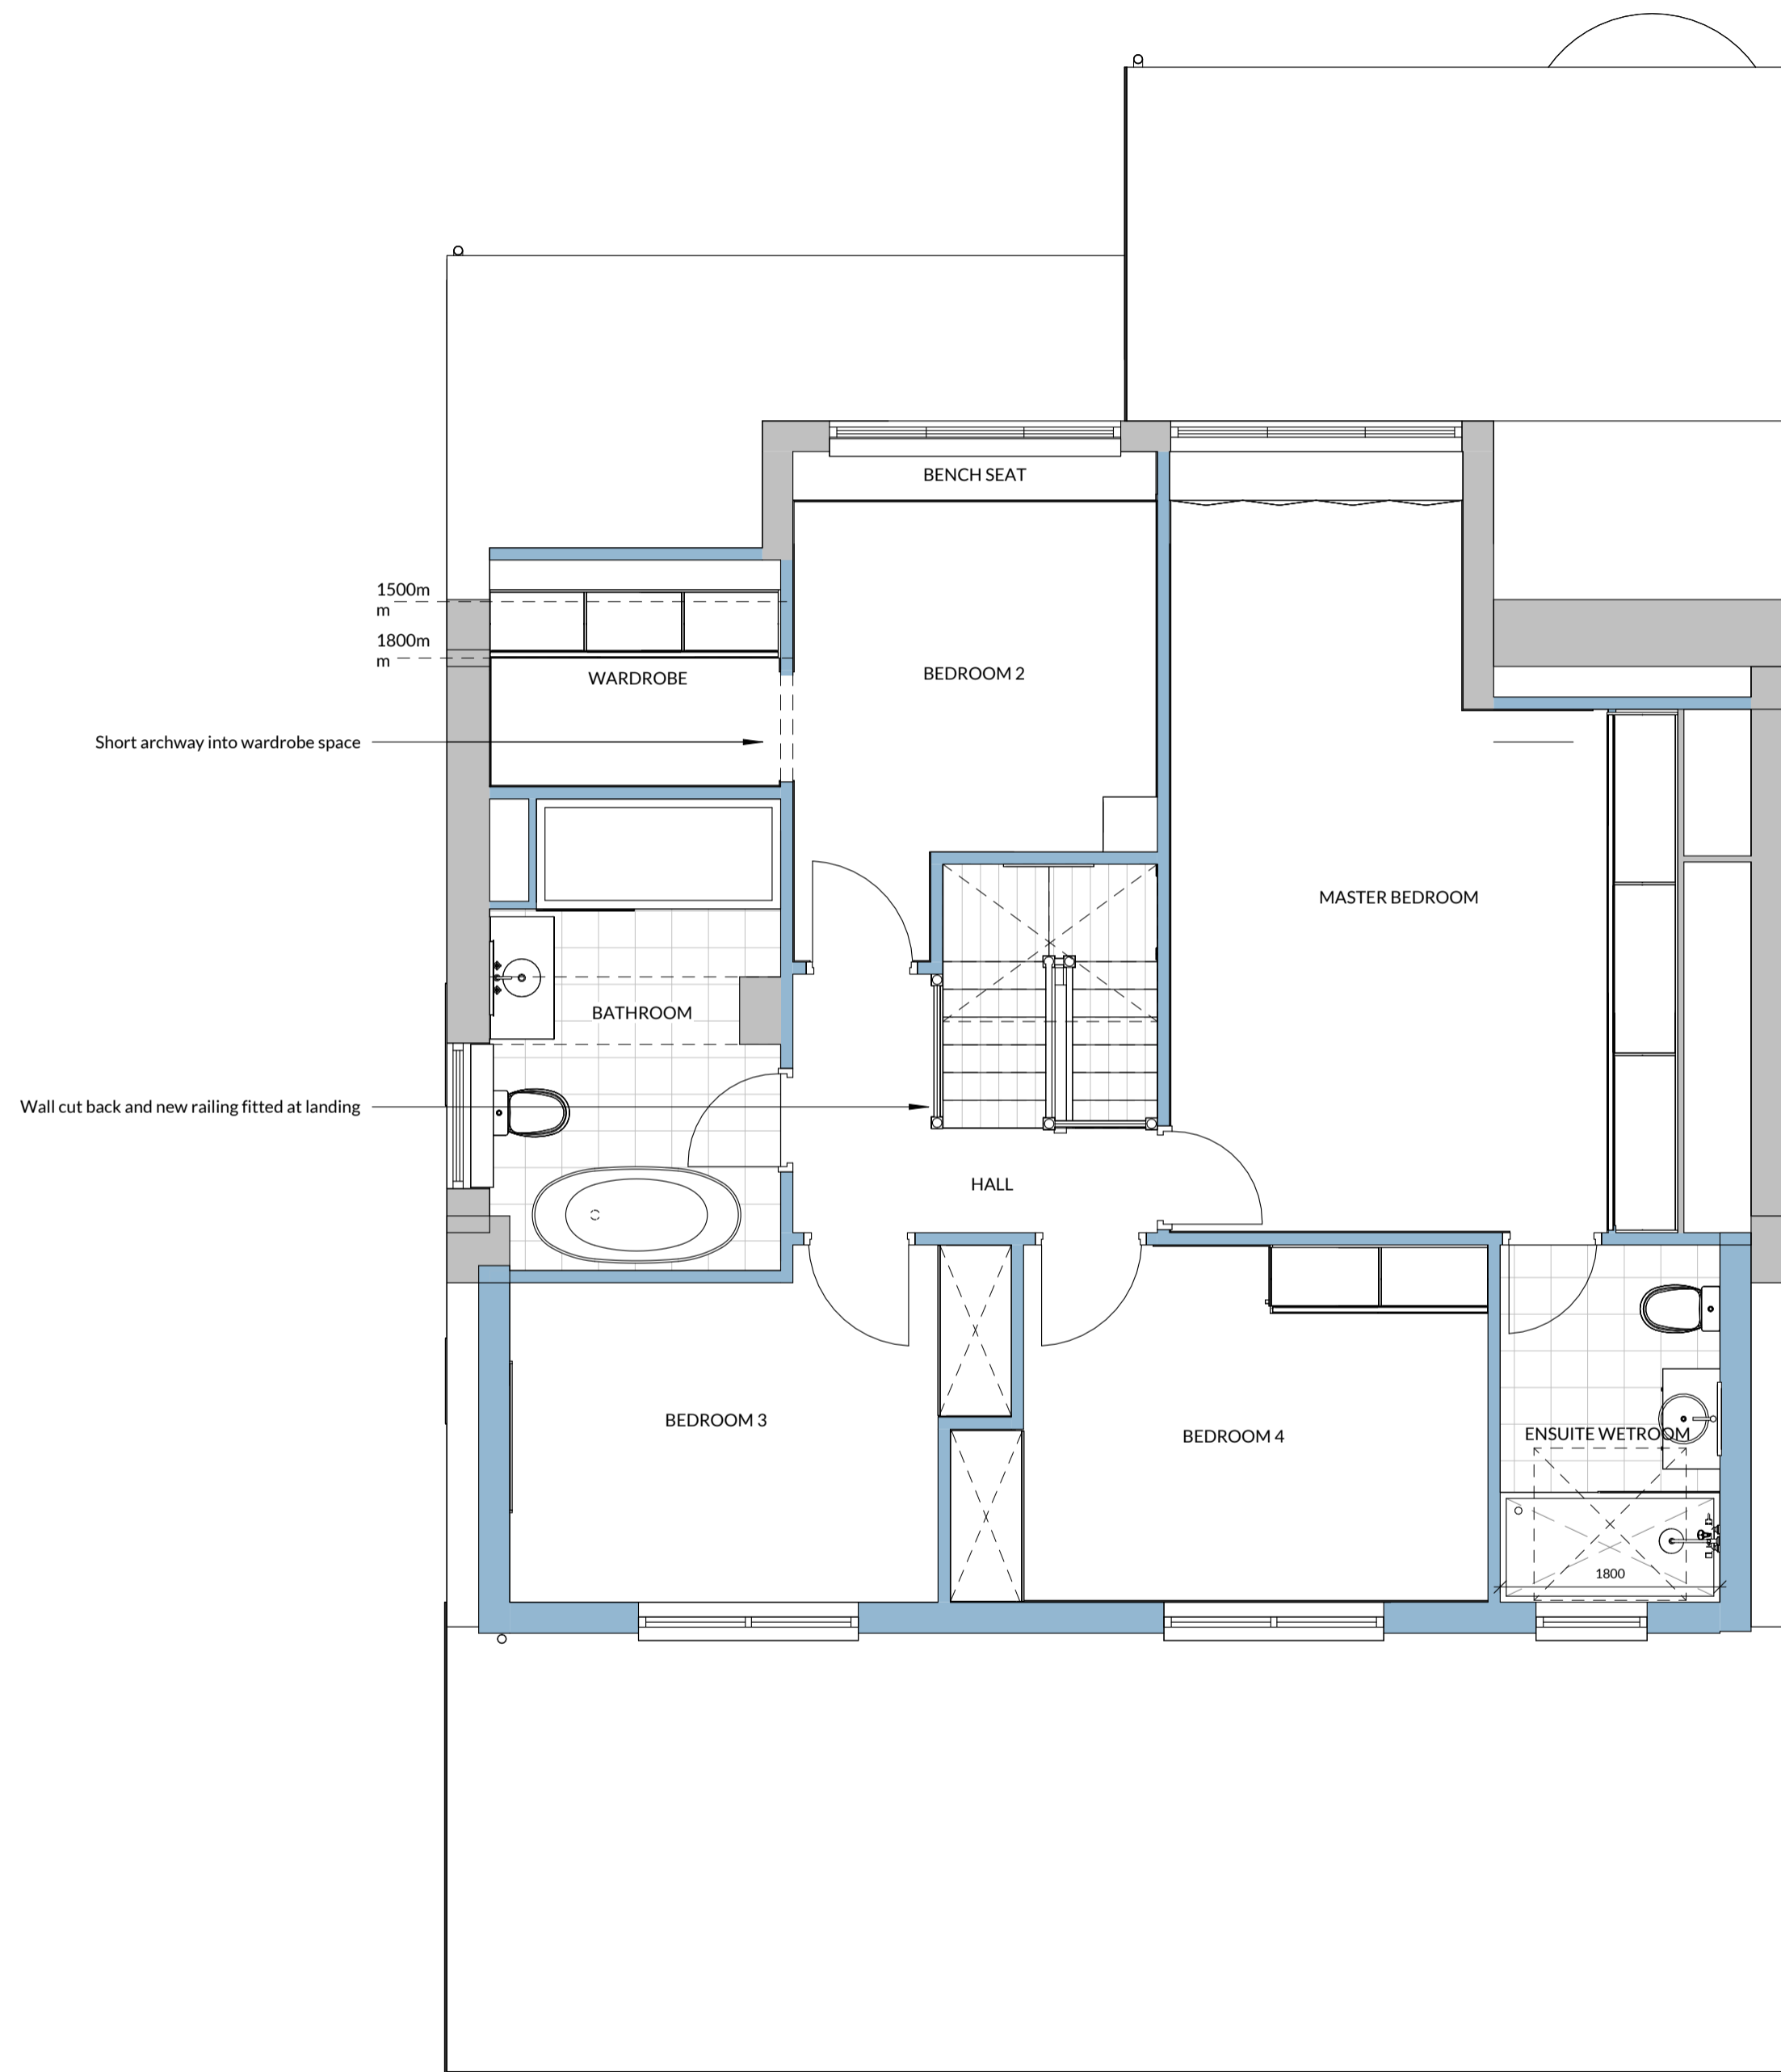 BENCH SEAT
1500m
m
1800m
m
BEDROOM 2
WARDROBE
Short archway into wardrobe space
MASTER BEDROOM
BATHROOM
Wall cut back and new railing fitted at landing
HALL
BEDROOM 3
BEDROOM 4
ENSUITE WETROOM
1800